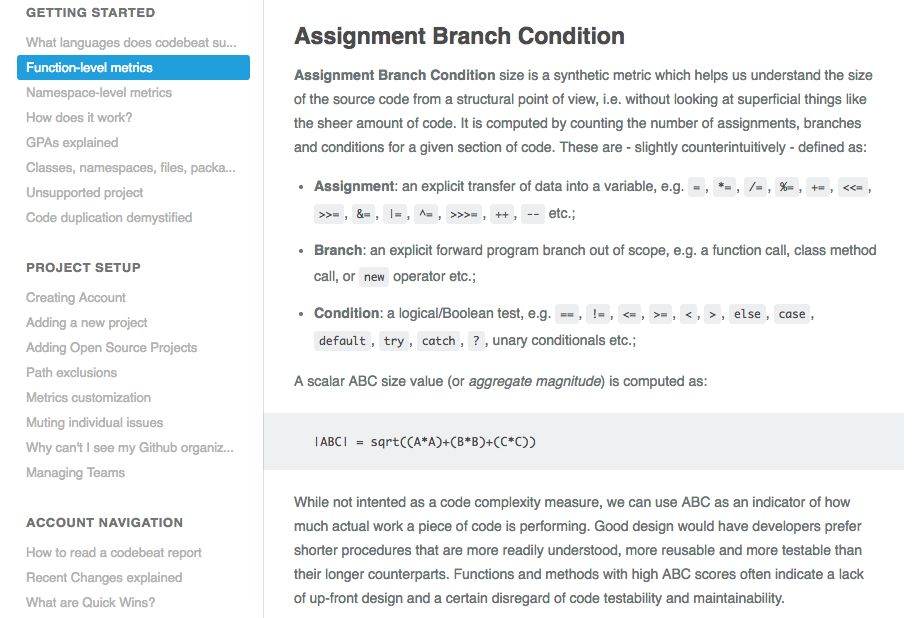 GETTING STARTED
What languages does codebeat su...
Function-level metrics
Namespace-level metrics
How does it work?
GPAs explained
Classes, namespaces, files, packa...
Unsupported project
Code duplication demystified
PROJECT SETUP
Creating Account
Adding a new project
Adding Open Source Projects
Path exclusions
Metrics customization
Muting individual issues
Why can't I see my Github organiz...
Managing Teams
ACCOUNT NAVIGATION
How to read a codebeat report
Recent Changes explained
What are Quick Wins?
Assignment Branch Condition
Assignment Branch Condition size is a synthetic metric which helps us understand the size
of the source code from a structural point of view, i.e. without looking at superficial things like
the sheer amount of code. It is computed by counting the number of assignments, branches
and conditions for a given section of code. These are - slightly counterintuitively - defined as:
• Assignment: an explicit transfer of data into a variable, e.g. = , *= , /= , %= , += , <<= ,
>>= , &= , |= , ^= , >>>= , ++ , -- etc.;
• Branch: an explicit forward program branch out of scope, e.g. a function call, class method
call, or new operator etc.;
• Condition: a logical/Boolean test, e.g. == , != , <= , >= , < , > , else , case ,
default , try , catch , ? , unary conditionals etc.;
A scalar ABC size value (or aggregate magnitude) is computed as:
|ABC| = sqrt((A*A)+(B*B)+(C*C))
While not intented as a code complexity measure, we can use ABC as an indicator of how
much actual work a piece of code is performing. Good design would have developers prefer
shorter procedures that are more readily understood, more reusable and more testable than
their longer counterparts. Functions and methods with high ABC scores often indicate a lack
of up-front design and a certain disregard of code testability and maintainability.